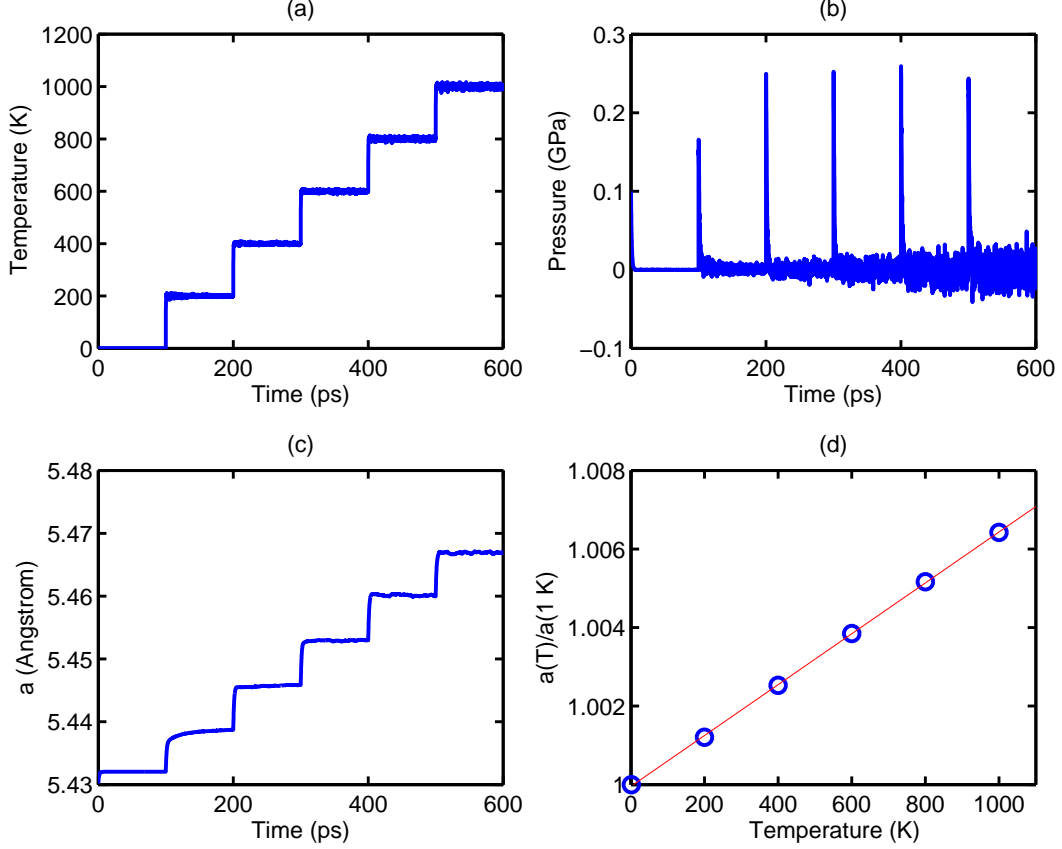 (a)
Temperature (K)
1200
1000
800
600
400
200
0
0 200 400 600
Time (ps)
(b)
Pressure (GPa)
0.3
0.2
0.1
0
−0.1
0 200 400 600
Time (ps)
(c)
a (Angstrom)
5.48
5.47
5.46
5.45
5.44
5.43
0 200 400 600
Time (ps)
(d)
a(T)/a(1 K)
1.008
1.006
1.004
1.002
1
0 200 400 600 800 1000
Temperature (K)